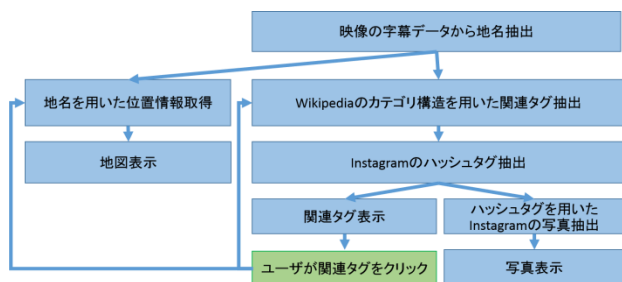 映像の字幕データから地名抽出
地名を用いた位置情報取得
Wikipediaのカテゴリ構造を用いた関連タグ抽出
地図表示
Instagramのハッシュタグ抽出
関連タグ表示
ハッシュタグを用いた
Instagramの写真抽出
ユーザが関連タグをクリック
写真表示